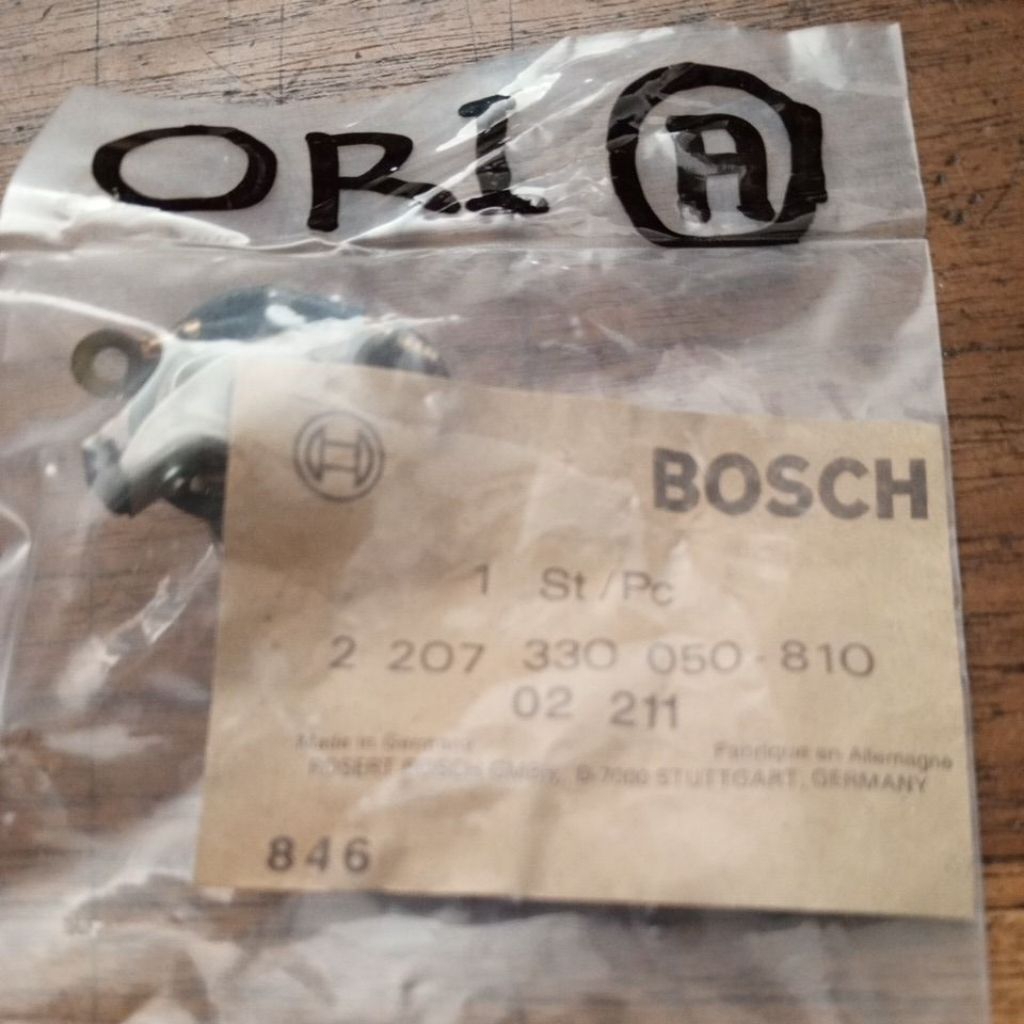 ORI A
BOSCH
1 St/Pc
2 207 330 050-810
02 211
Made in Germany Fabriqué en Allemagne
ROBERT BOSCH GmbH, D-7000 STUTTGART, GERMANY
846